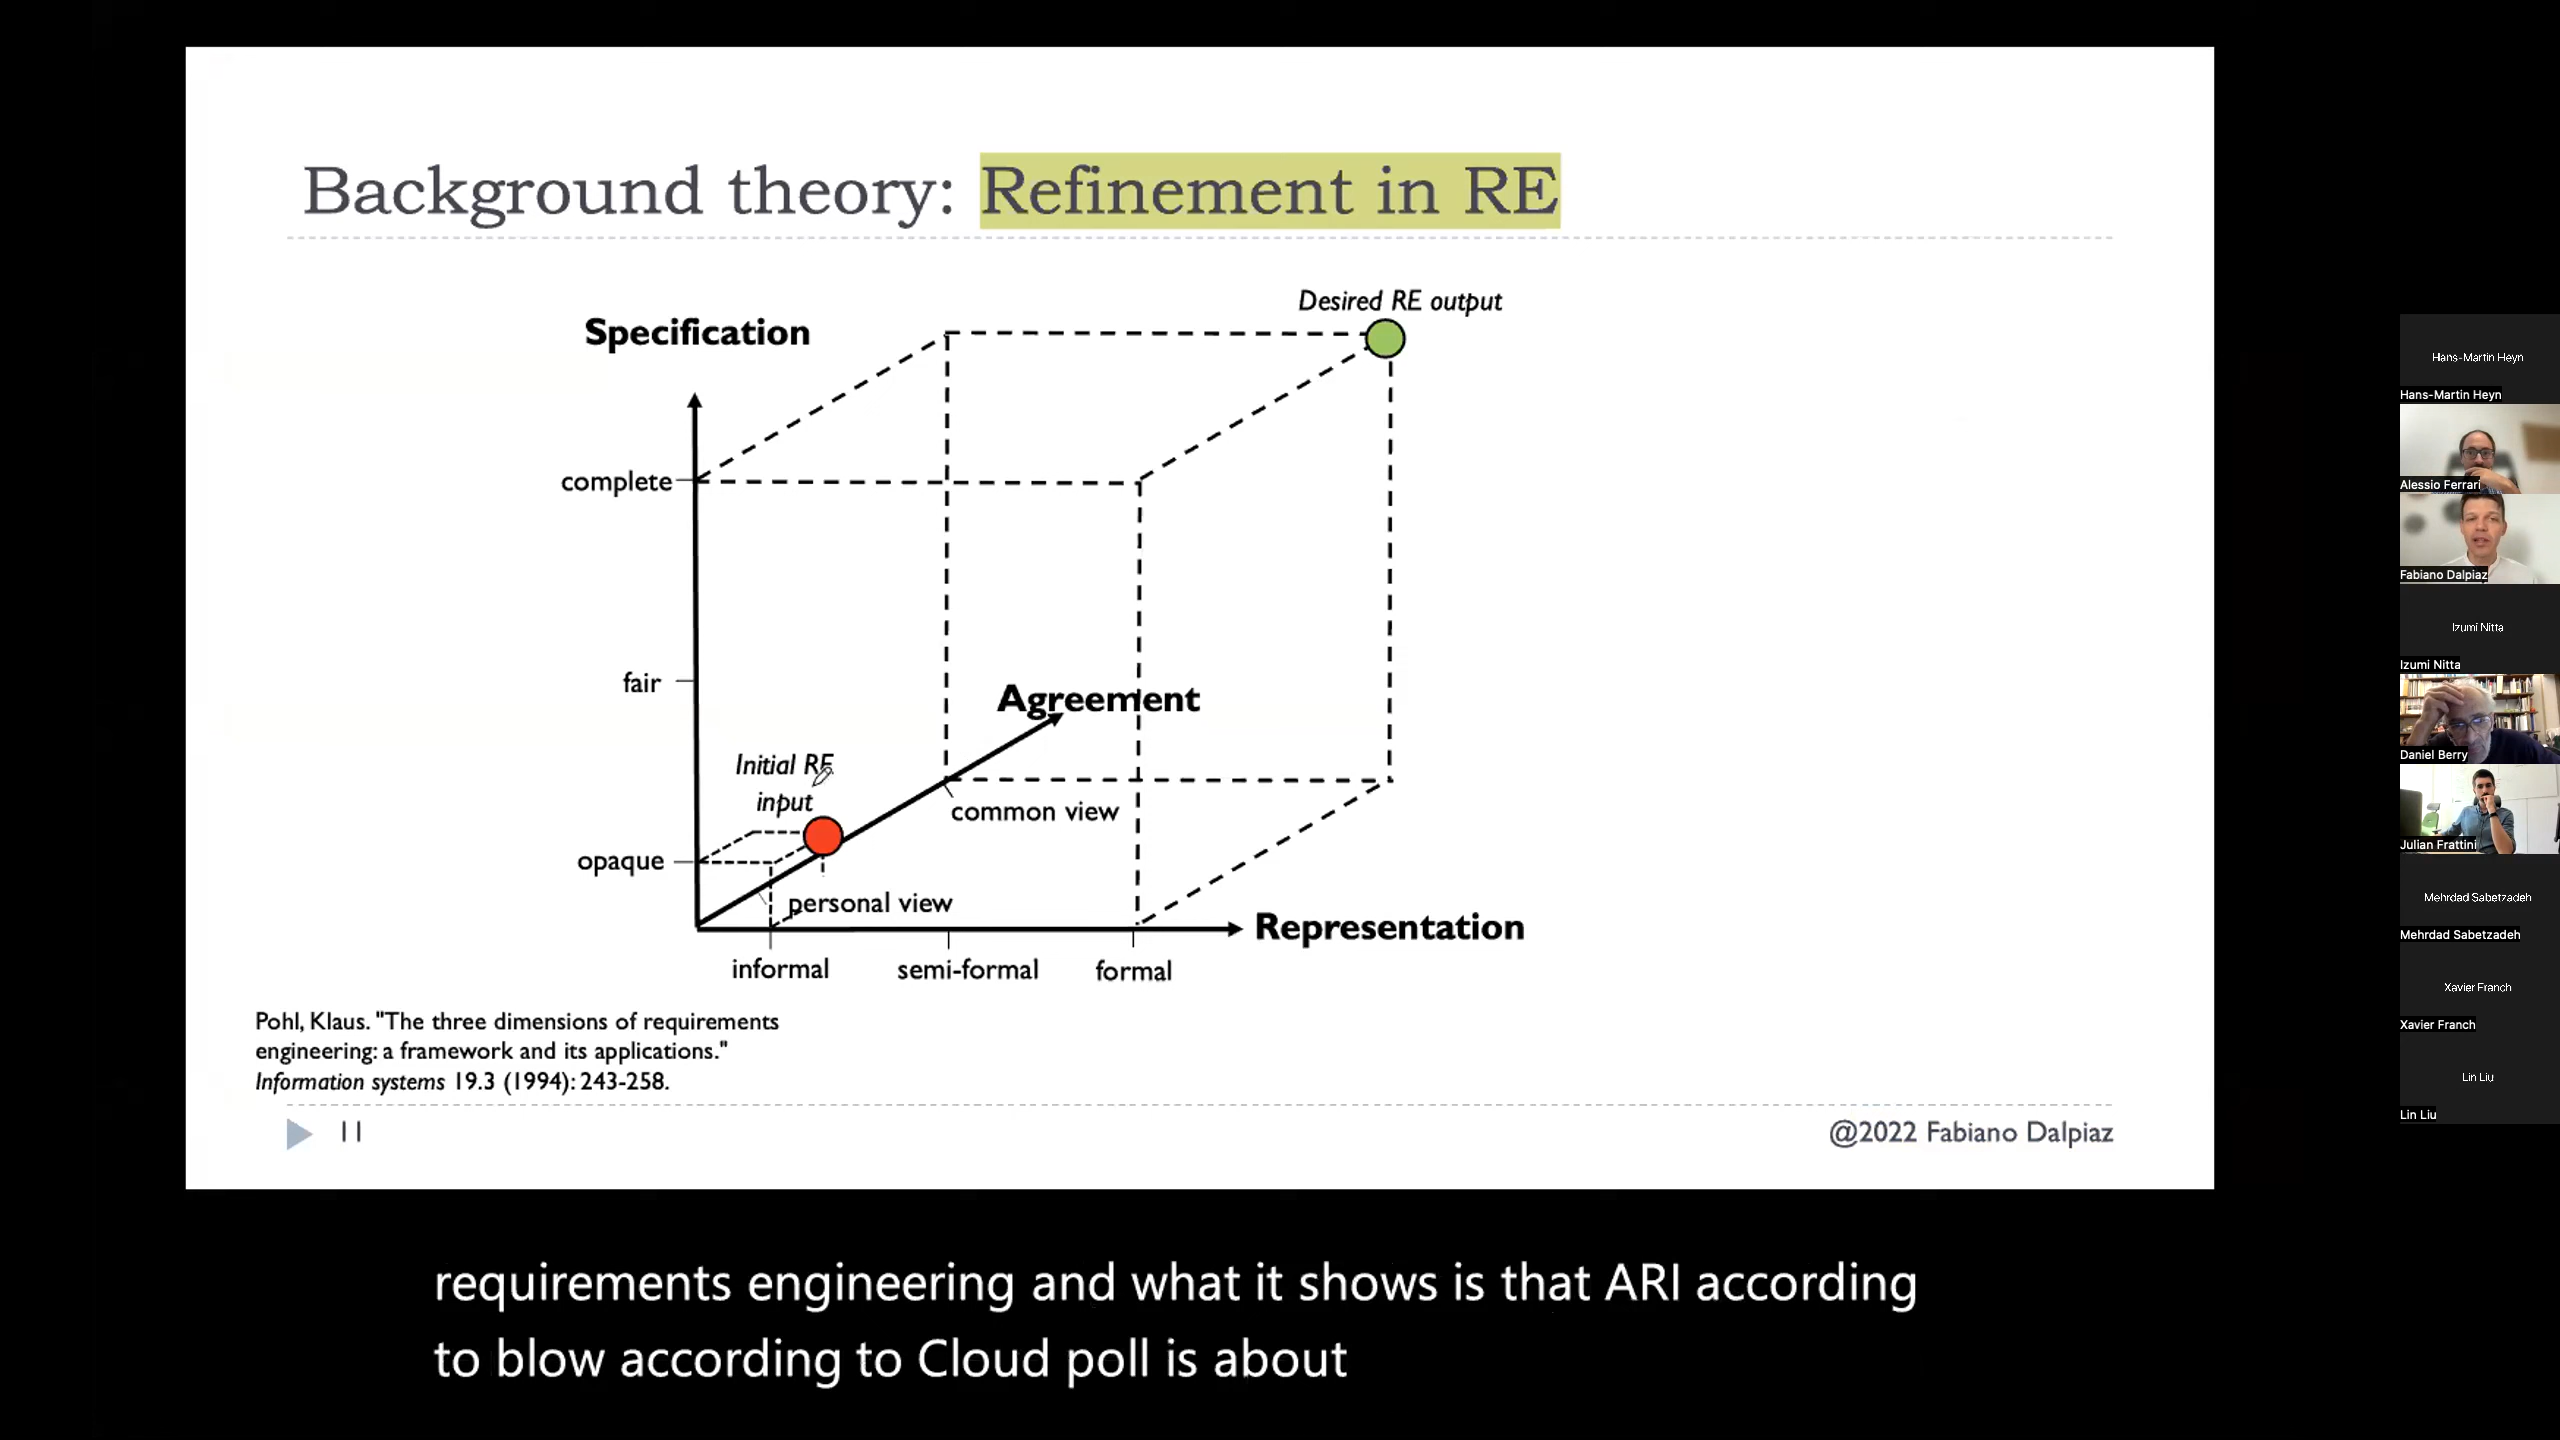 Background theory: Refinement in RE
Desired RE output
Specification
complete
fair
Agreement
Initial RE
input
common view
opaque
personal view
Representation
informal
semi-formal
formal
Pohl, Klaus. "The three dimensions of requirements
engineering: a framework and its applications."
Information systems 19.3 (1994): 243-258.
11
@2022 Fabiano Dalpiaz
Hans-Martin Heyn
Hans-Martin Heyn
Alessio Ferrari
Fabiano Dalpiaz
Izumi Nitta
Izumi Nitta
Daniel Berry
Julian Frattini
Mehrdad Sabetzadeh
Mehrdad Sabetzadeh
Xavier Franch
Xavier Franch
Lin Liu
Lin Liu
requirements engineering and what it shows is that ARI according
to blow according to Cloud poll is about